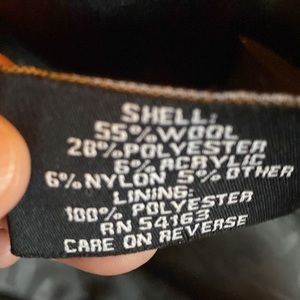 SHELL:
55%WOOL
28%POLYESTER
6%ACRYLIC
6%NYLON 5%OTHER
LINING:
100% POLYESTER
RN 54163
CARE ON REVERSE